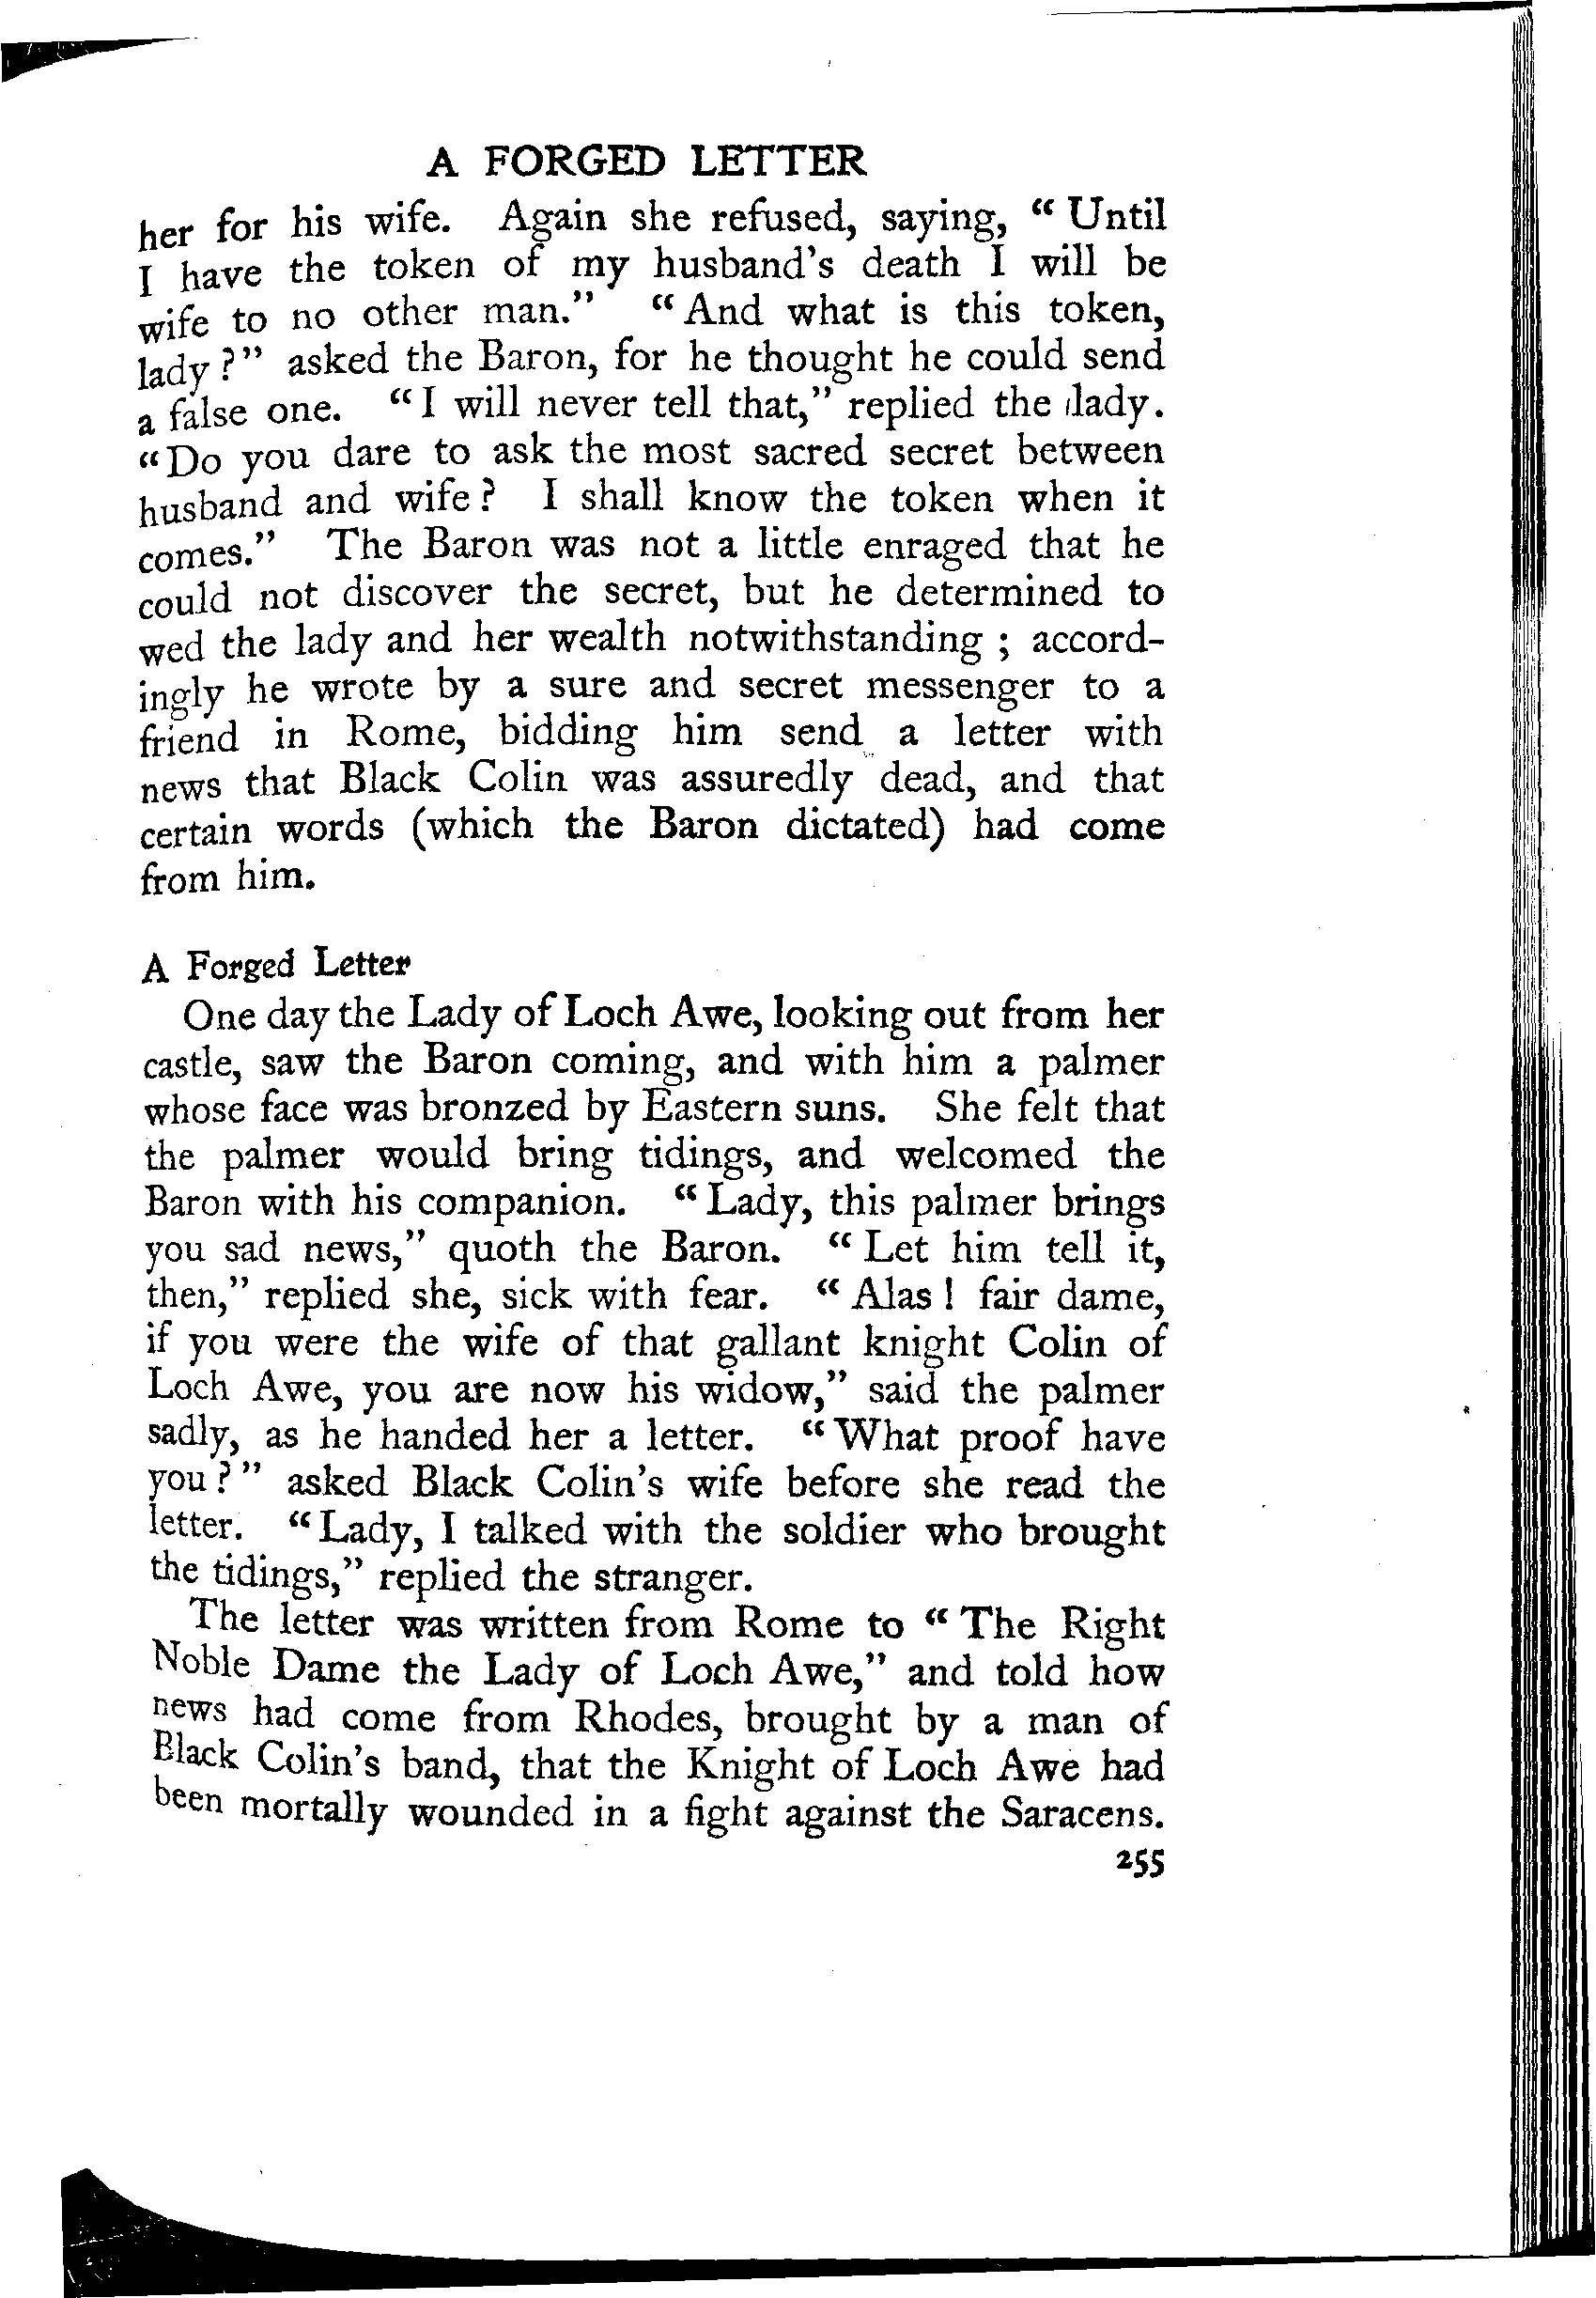 A FORGED LETTER
her for his wife. Again she refused, saying, “ Until
I have the token of my husband's death I will be
wife to no other man.” “ And what is this token,
lady ?” asked the Baron, for he thought he could send
a false one. “ I will never tell that,” replied the lady.
“ Do you dare to ask the most sacred secret between
husband and wife ? I shall know the token when it
comes.” The Baron was not a little enraged that he
could not discover the secret, but he determined to
wed the lady and her wealth notwithstanding ; accord-
ingly he wrote by a sure and secret messenger to a
friend in Rome, bidding him send a letter with
news that Black Colin was assuredly dead, and that
certain words (which the Baron dictated) had come
from him.
A Forged Letter
One day the Lady of Loch Awe, looking out from her
castle, saw the Baron coming, and with him a palmer
whose face was bronzed by Eastern suns. She felt that
the palmer would bring tidings, and welcomed the
Baron with his companion. “ Lady, this palmer brings
you sad news,” quoth the Baron. “ Let him tell it,
then,” replied she, sick with fear. “ Alas ! fair dame,
if you were the wife of that gallant knight Colin of
Loch Awe, you are now his widow,” said the palmer
sadly, as he handed her a letter. “ What proof have
you ? ” asked Black Colin's wife before she read the
letter. “ Lady, I talked with the soldier who brought
the tidings,” replied the stranger.
The letter was written from Rome to “ The Right
Noble Dame the Lady of Loch Awe,” and told how
news had come from Rhodes, brought by a man of
Black Colin's band, that the Knight of Loch Awe had
been mortally wounded in a fight against the Saracens.
255